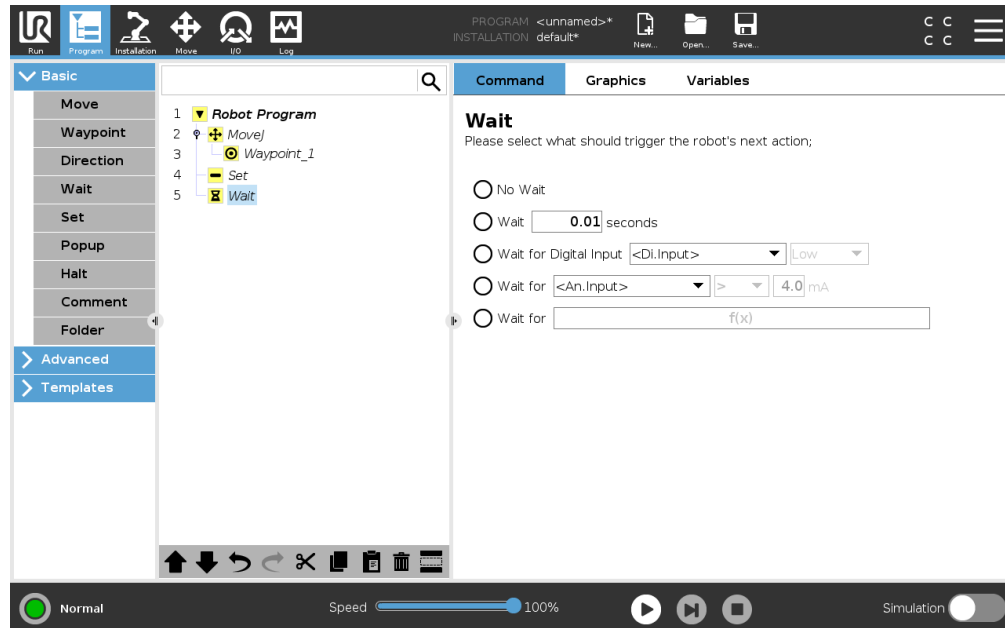 PROGRAM <unnamed>*
INSTALLATION default*
C C
C C
UR
Run
Program
Installation
Move
I/O
Log
New...
Open...
Save...
Basic
Move
Waypoint
Direction
Wait
Set
Popup
Halt
Comment
Folder
Advanced
Templates
1 Robot Program
2 MoveJ
3 Waypoint_1
4 Set
5 Wait
Command Graphics Variables
Wait
Please select what should trigger the robot's next action;
No Wait
Wait 0.01 seconds
Wait for Digital Input <Di.Input> Low
Wait for <An.Input> > 4.0 mA
Wait for f(x)
Normal
Speed 100%
Simulation